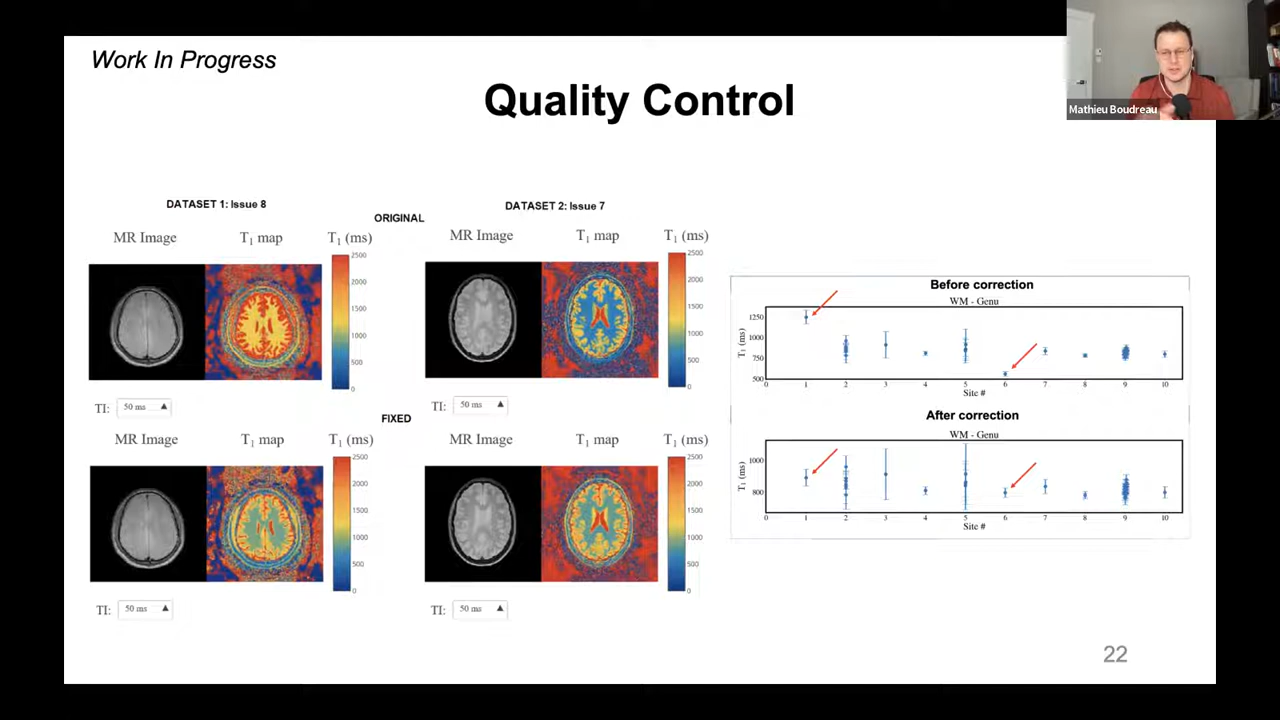 Work In Progress
Mathieu Boudreau
Quality Control
DATASET 1: Issue 8
DATASET 2: Issue 7
ORIGINAL
MR Image
T1 map
T1 (ms)
MR Image
T1 map
T1 (ms)
2500
2000
1500
1000
500
0
2500
2000
1500
1000
500
0
TI: 50 ms ▲
TI: 50 ms ▲
FIXED
MR Image
T1 map
T1 (ms)
MR Image
T1 map
T1 (ms)
2500
2000
1500
1000
500
0
2500
2000
1500
1000
500
0
TI: 50 ms ▲
TI: 50 ms ▲
Before correction
WM - Genu
T1 (ms)
1250
1000
750
500
0 1 2 3 4 5 6 7 8 9 10
Site #
After correction
WM - Genu
T1 (ms)
1000
800
0 1 2 3 4 5 6 7 8 9 10
Site #
22